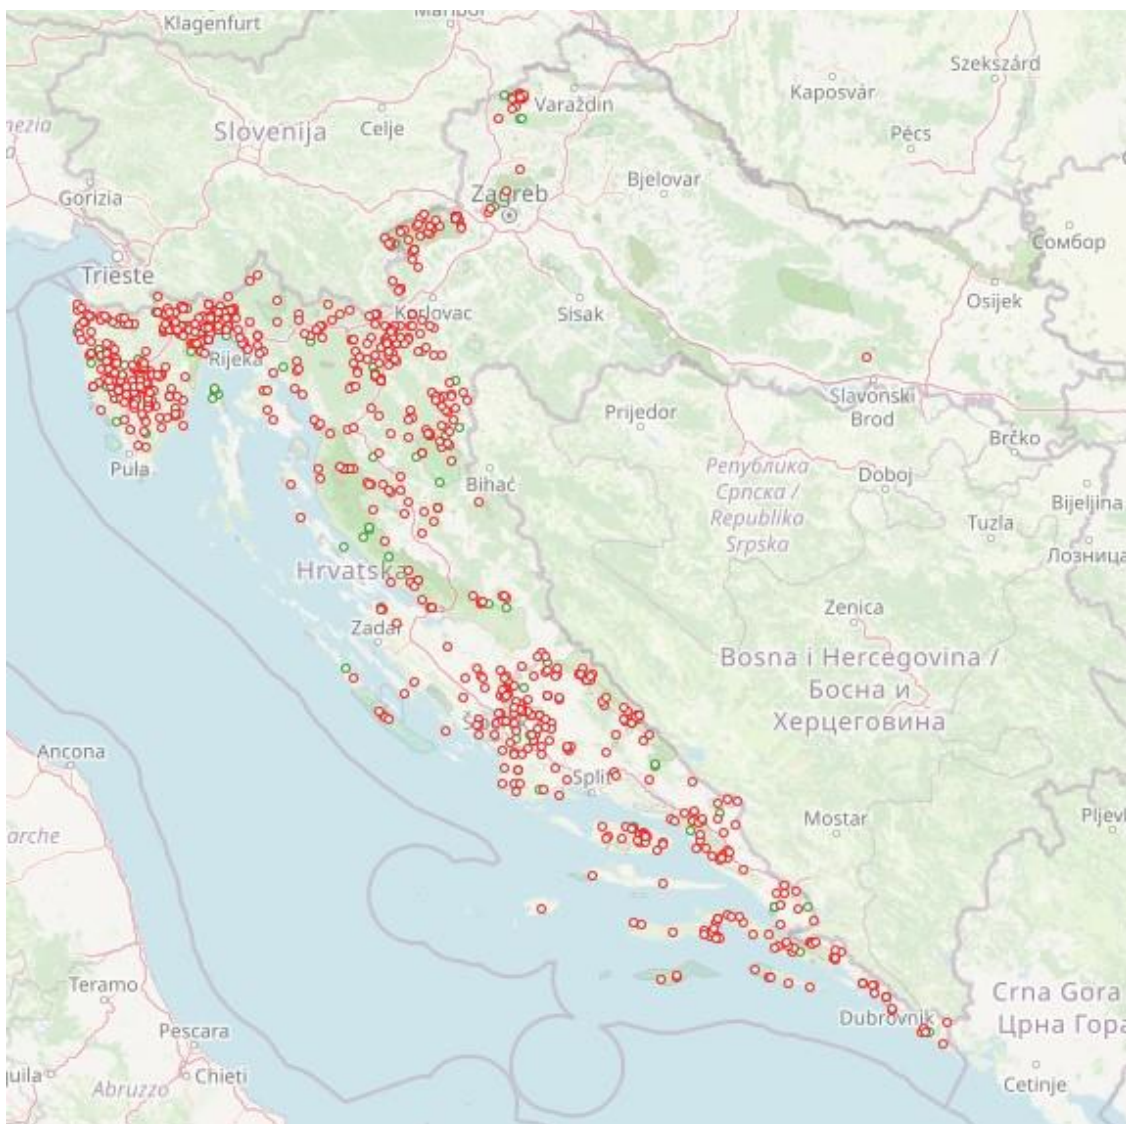 Klagenfurt
Szekszárd
Kaposvár
Varaždin
Slovenija
Celje
Pécs
Bjelovar
Gorizia
Zagreb
Сомбор
Trieste
Osijek
Karlovac
Sisak
Rijeka
Slavonski
Brod
Prijedor
Brčko
Pula
Република
Српска /
Republika
Srpska
Bihać
Doboj
Bijeljina
Tuzla
Лозница
Hrvatska
Zenica
Zadar
Bosna i Hercegovina /
Босна и
Херцеговина
Ancona
Split
Mostar
Teramo
Crna Gora
Црна Гора
Dubrovnik
Pescara
Chieti
Abruzzo
Cetinje